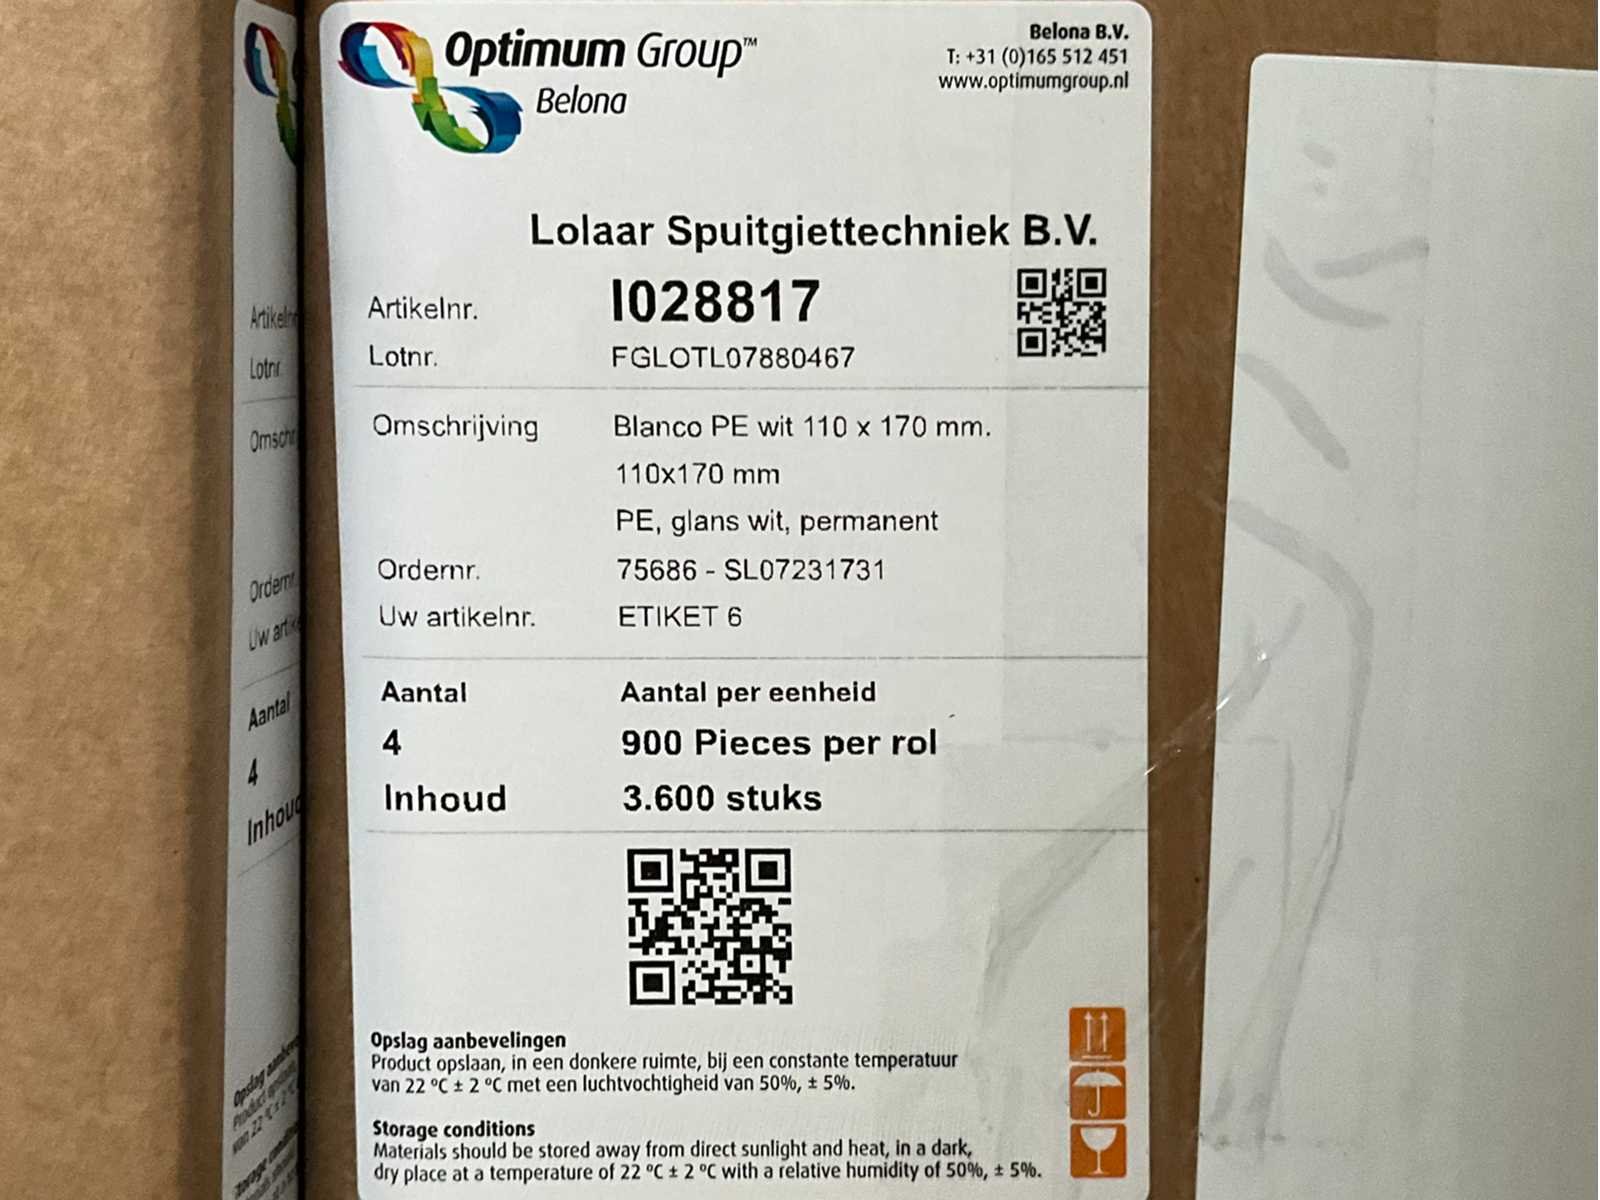 Optimum Group™
Belona
Belona B.V.
T: +31 (0)165 512 451
www.optimumgroup.nl
Lolaar Spuitgiettechniek B.V.
Artikelnr. I028817
Lotnr. FGLOTL07880467
Omschrijving Blanco PE wit 110 x 170 mm.
110x170 mm
PE, glans wit, permanent
Ordernr. 75686 - SL07231731
Uw artikelnr. ETIKET 6
Aantal Aantal per eenheid
4 900 Pieces per rol
Inhoud 3.600 stuks
Opslag aanbevelingen
Product opslaan, in een donkere ruimte, bij een constante temperatuur
van 22 °C ± 2 °C met een luchtvochtigheid van 50%, ± 5%.
Storage conditions
Materials should be stored away from direct sunlight and heat, in a dark,
dry place at a temperature of 22 °C ± 2 °C with a relative humidity of 50%, ± 5%.
Lotnr.
Aantal
4